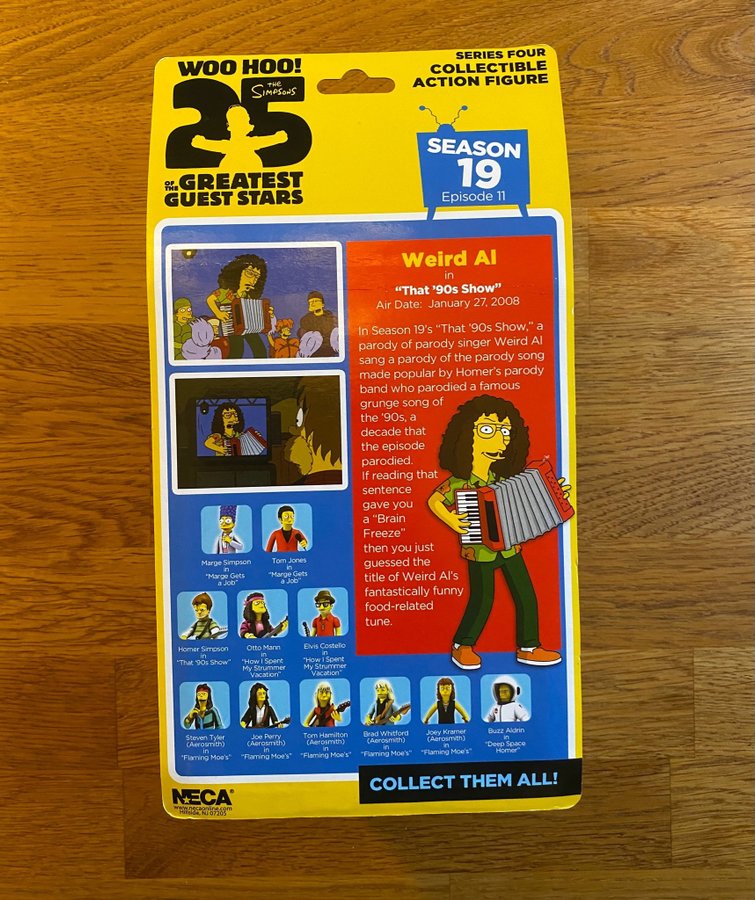 WOO HOO!
THE
SIMPSONS
25
OF THE GREATEST
GUEST STARS
SERIES FOUR
COLLECTIBLE
ACTION FIGURE
SEASON
19
Episode 11
Weird Al
in
“That ’90s Show”
Air Date: January 27, 2008
In Season 19’s “That ’90s Show,” a
parody of parody singer Weird Al
sang a parody of the parody song
made popular by Homer’s parody
band who parodied a famous
grunge song of
the ’90s, a
decade that
the episode
parodied.
If reading that
sentence
gave you
a “Brain
Freeze”
then you just
guessed the
title of Weird Al’s
fantastically funny
food-related
tune.
Marge Simpson
in
“Marge Gets
a Job”
Tom Jones
in
“Marge Gets
a Job”
Homer Simpson
in
“That ’90s Show”
Otto Mann
in
“How I Spent
My Strummer
Vacation”
Elvis Costello
in
“How I Spent
My Strummer
Vacation”
Steven Tyler
(Aerosmith)
in
“Flaming Moe’s”
Joe Perry
(Aerosmith)
in
“Flaming Moe’s”
Tom Hamilton
(Aerosmith)
in
“Flaming Moe’s”
Brad Whitford
(Aerosmith)
in
“Flaming Moe’s”
Joey Kramer
(Aerosmith)
in
“Flaming Moe’s”
Buzz Aldrin
in
“Deep Space
Homer”
COLLECT THEM ALL!
NECA®
www.necaonline.com
Hillside, NJ 07205